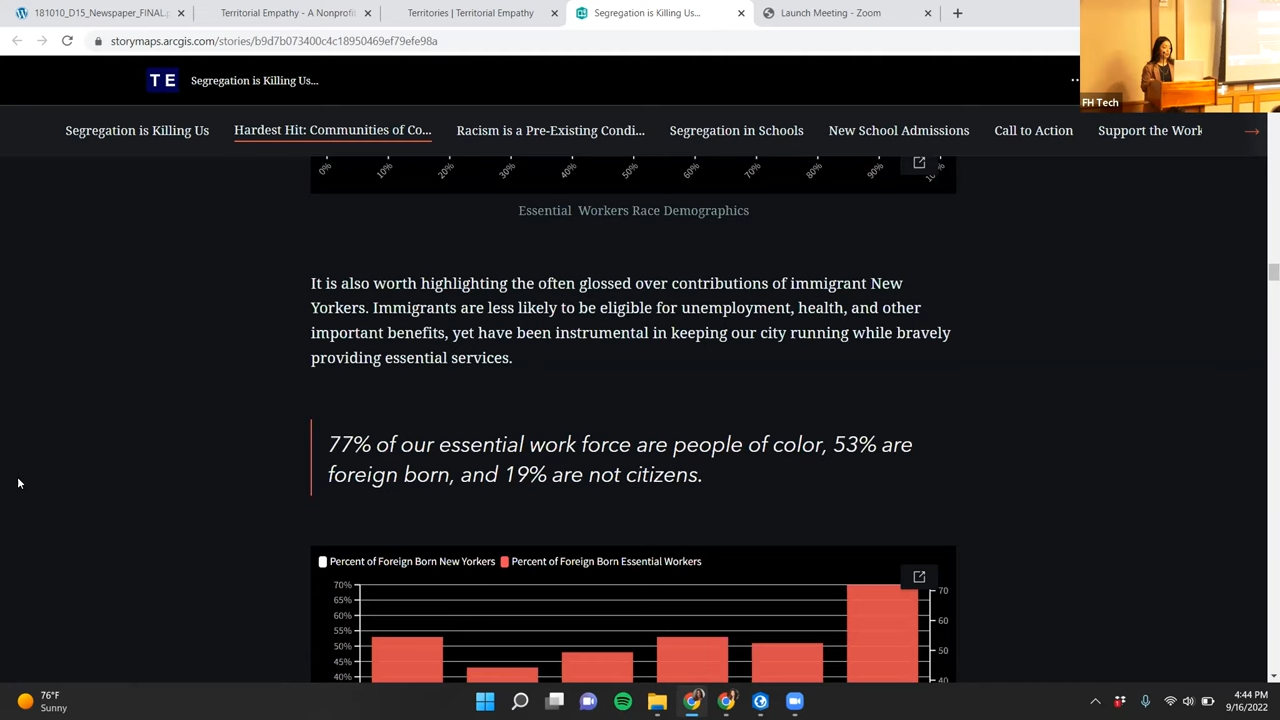 181010_D15_Newspaper_FINAL.p
Territorial Empathy - A Nonprofit
Territories | Territorial Empathy
Segregation is Killing Us...
Launch Meeting - Zoom
storymaps.arcgis.com/stories/b9d7b073400c4c18950469ef79efe98a
TE
Segregation is Killing Us...
FH Tech
Segregation is Killing Us
Hardest Hit: Communities of Co...
Racism is a Pre-Existing Condi...
Segregation in Schools
New School Admissions
Call to Action
Support the Work
0% 10% 20% 30% 40% 50% 60% 70% 80% 90%
Essential Workers Race Demographics
It is also worth highlighting the often glossed over contributions of immigrant New
Yorkers. Immigrants are less likely to be eligible for unemployment, health, and other
important benefits, yet have been instrumental in keeping our city running while bravely
providing essential services.
77% of our essential work force are people of color, 53% are
foreign born, and 19% are not citizens.
Percent of Foreign Born New Yorkers Percent of Foreign Born Essential Workers
70% 70
65%
60% 60
55%
50% 50
45%
40% 40
76°F
Sunny
4:44 PM
9/16/2022